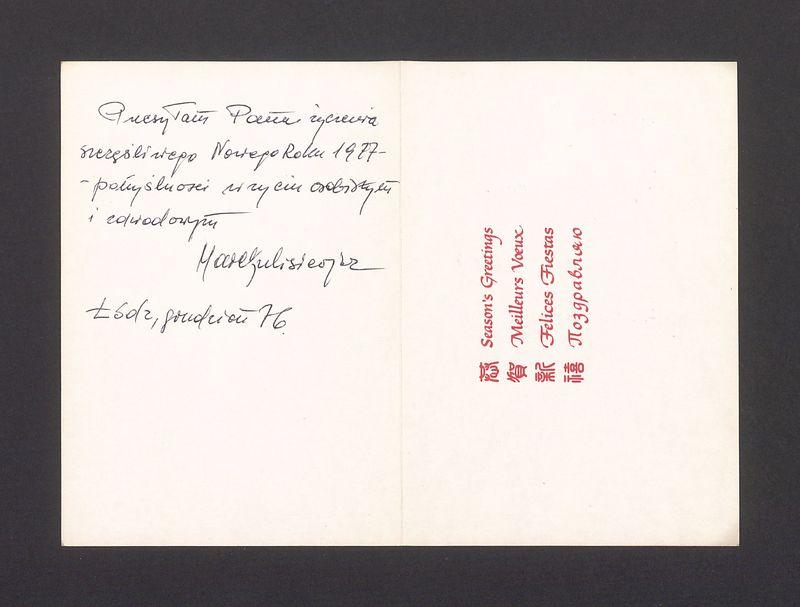 Przesyłam Panu życzenia
szczęśliwego Nowego Roku 1977-
-pomyślności w życiu osobistym
i zawodowym
Łódź, grudzień 76.
Season's Greetings
Meilleurs Vœux
Felices Fiestas
Поздравляю
恭
賀
新
禧